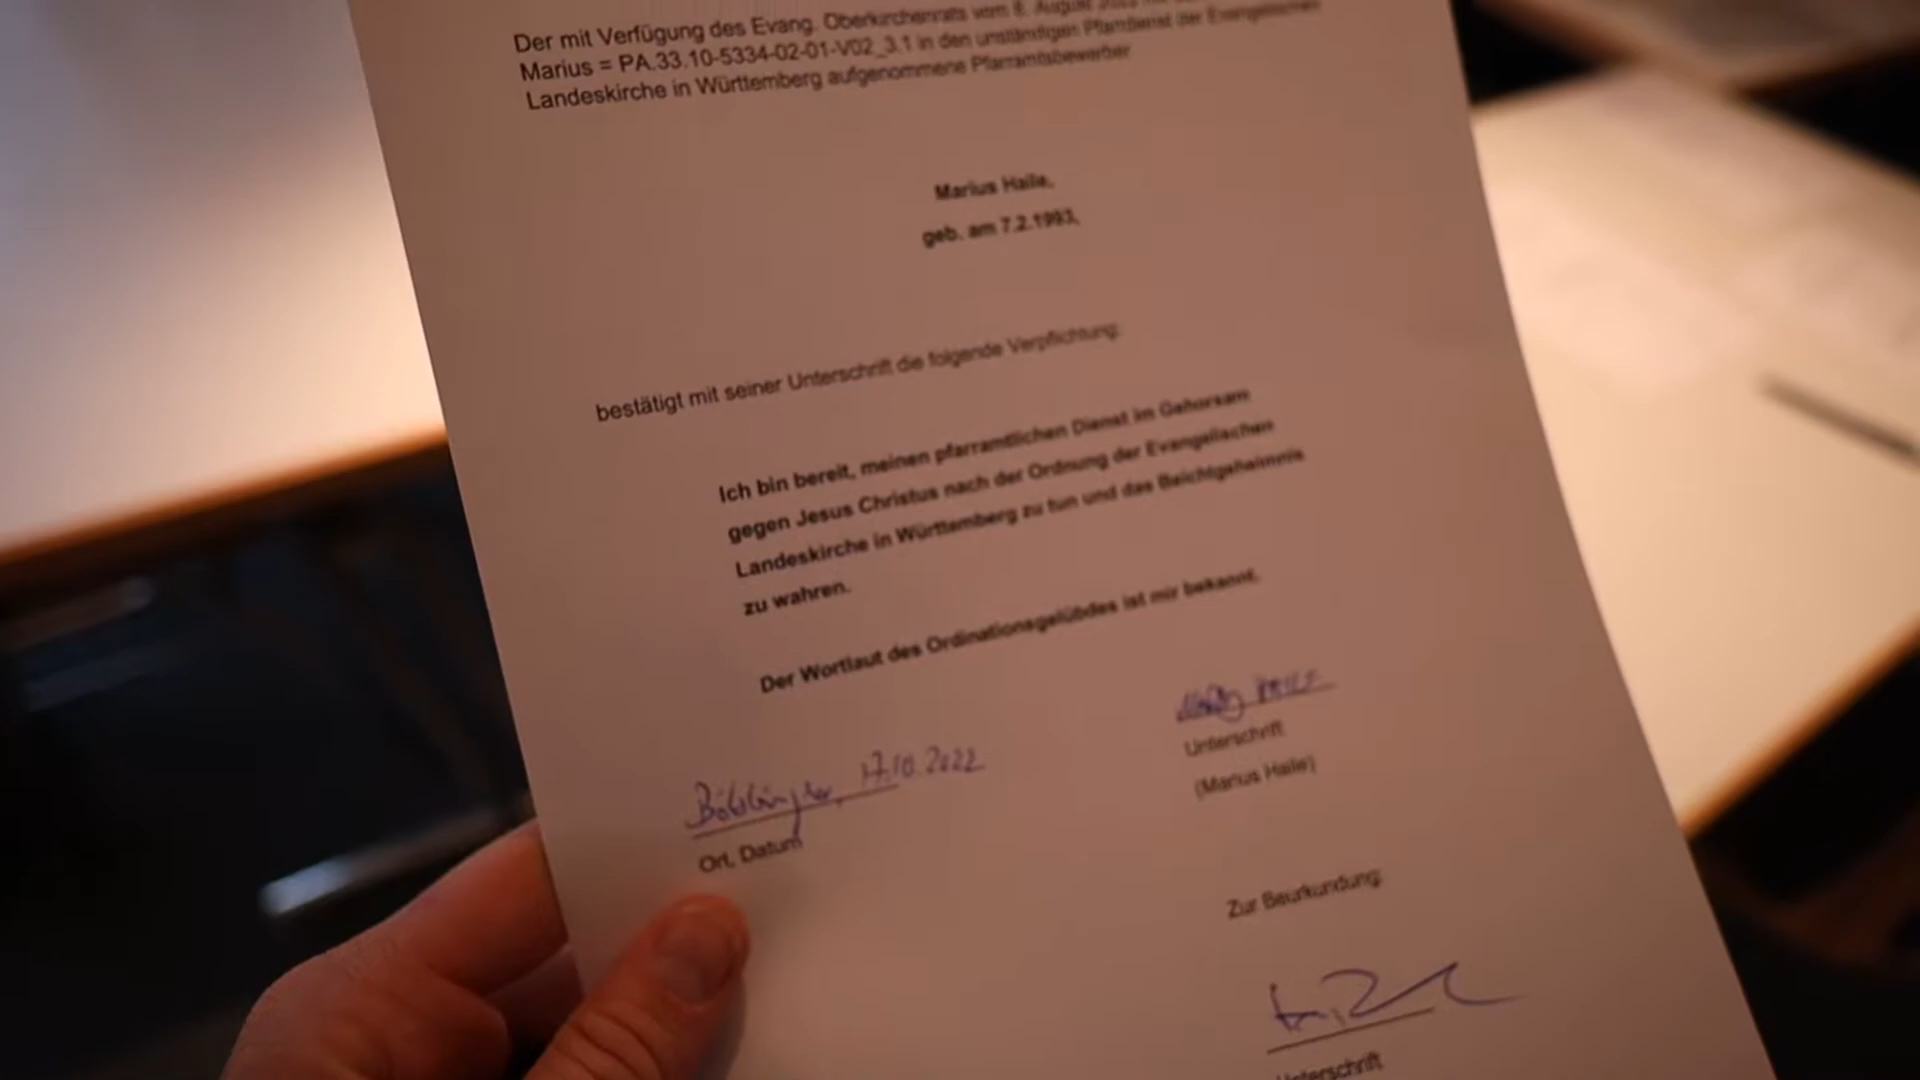 Der mit Verfügung des Evang. Oberkirchenrats vom 8. August
Marius = PA.33.10-5334-02-01-V02_3.1 in den unständigen Pfarrdienst der Evangelischen
Landeskirche in Württemberg aufgenommene Pfarramtsbewerber
Marius Haile,
geb. am 7.2.1993,
bestätigt mit seiner Unterschrift die folgende Verpflichtung:
Ich bin bereit, meinen pfarramtlichen Dienst im Gehorsam
gegen Jesus Christus nach der Ordnung der Evangelischen
Landeskirche in Württemberg zu tun und das Beichtgeheimnis
zu wahren.
Der Wortlaut des Ordinationsgelübdes ist mir bekannt.
17.10.2022
Ort, Datum
Unterschrift
(Marius Haile)
Zur Beurkundung:
Unterschrift